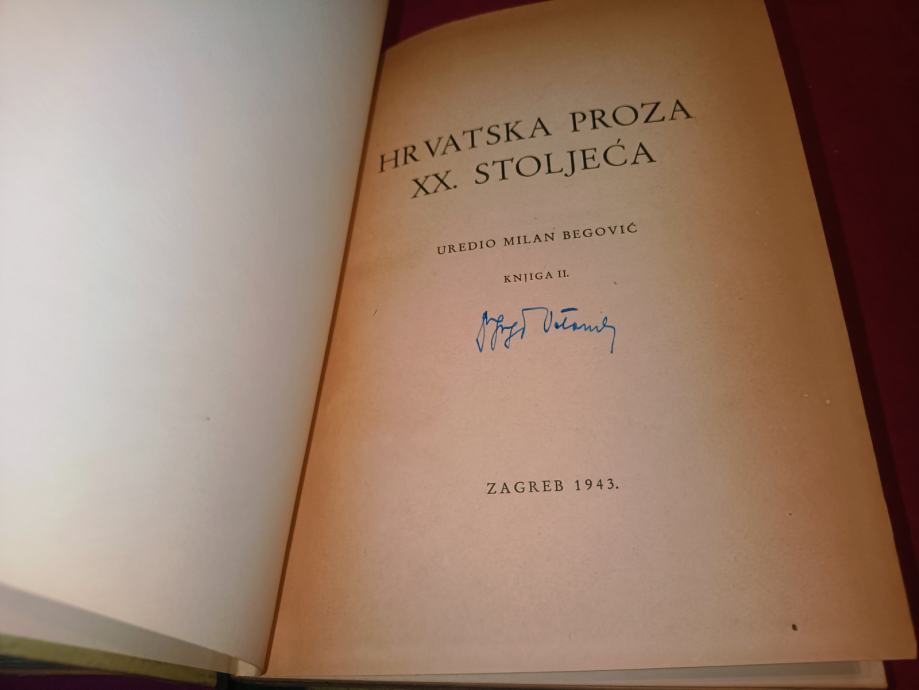 HRVATSKA PROZA
XX. STOLJEĆA
UREDIO MILAN BEGOVIĆ
KNJIGA II.
ZAGREB 1943.